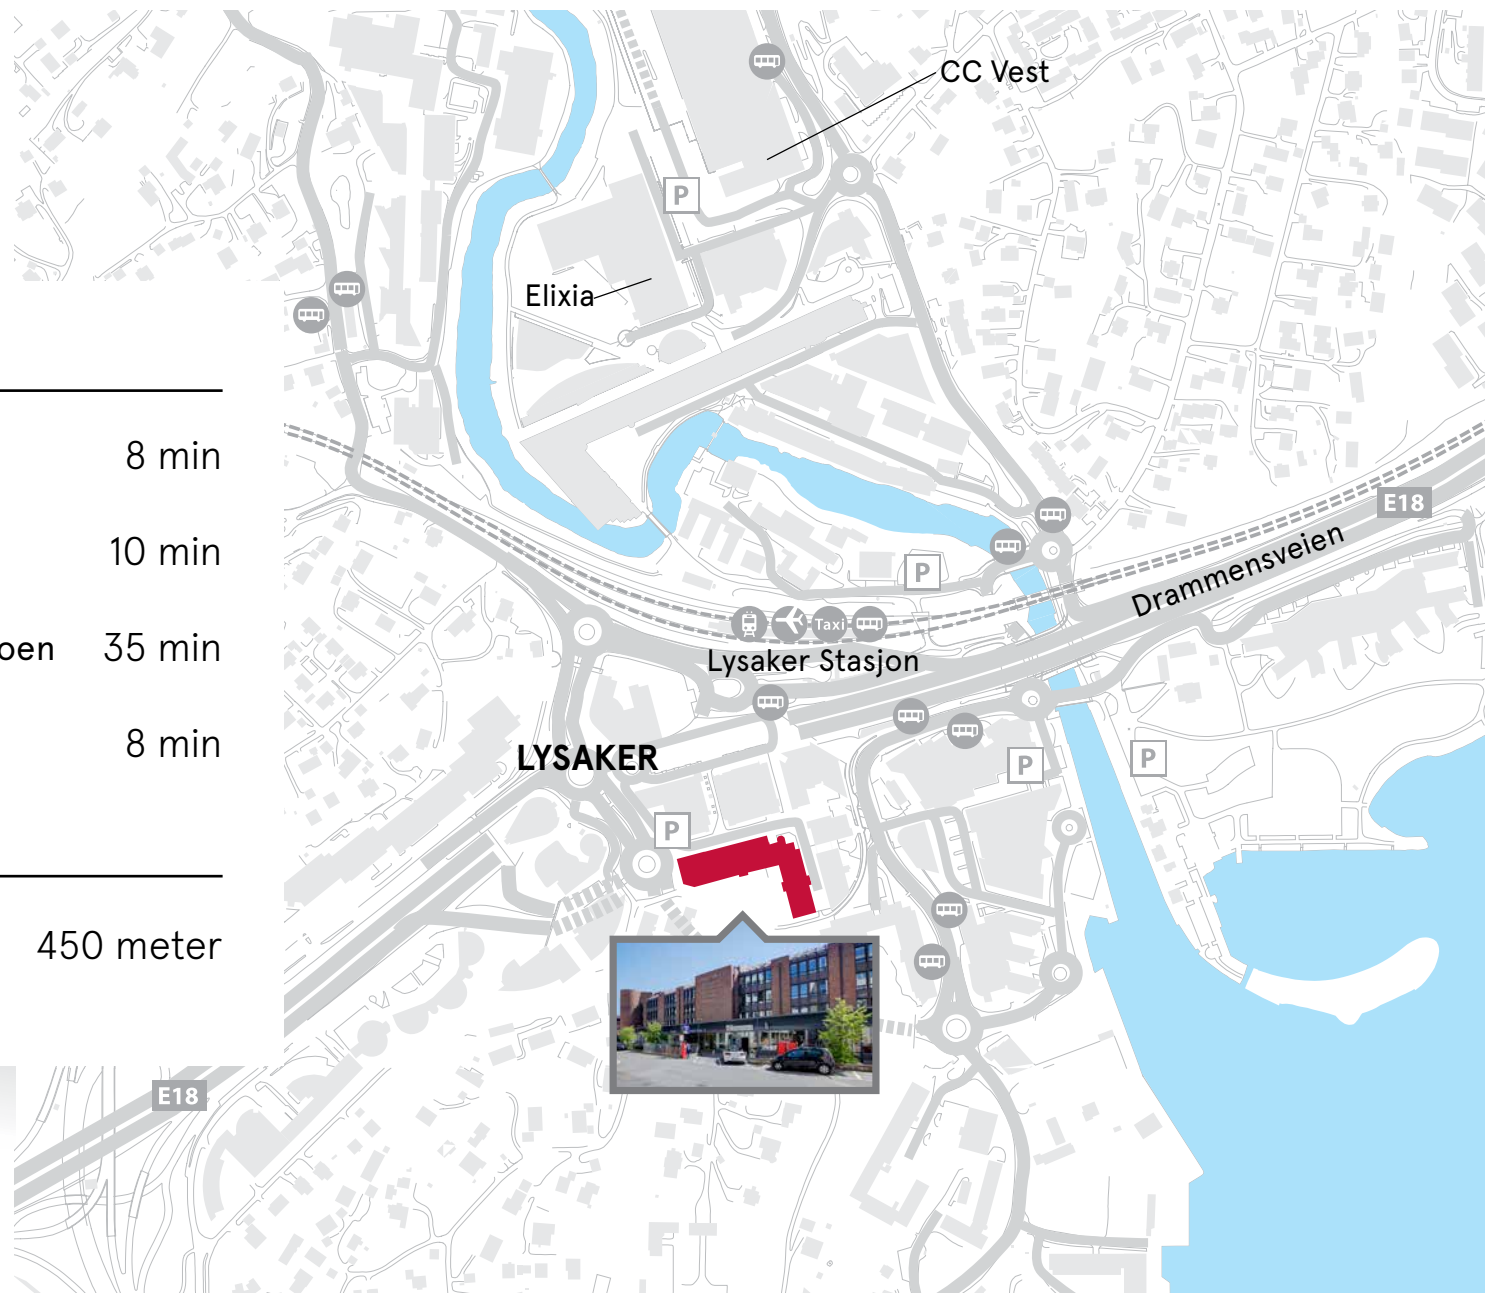 CC Vest
P
Elixia
8 min
E18
10 min
P
Drammensveien
Taxi
oen 35 min
Lysaker Stasjon
8 min
LYSAKER
P
P
P
450 meter
E18